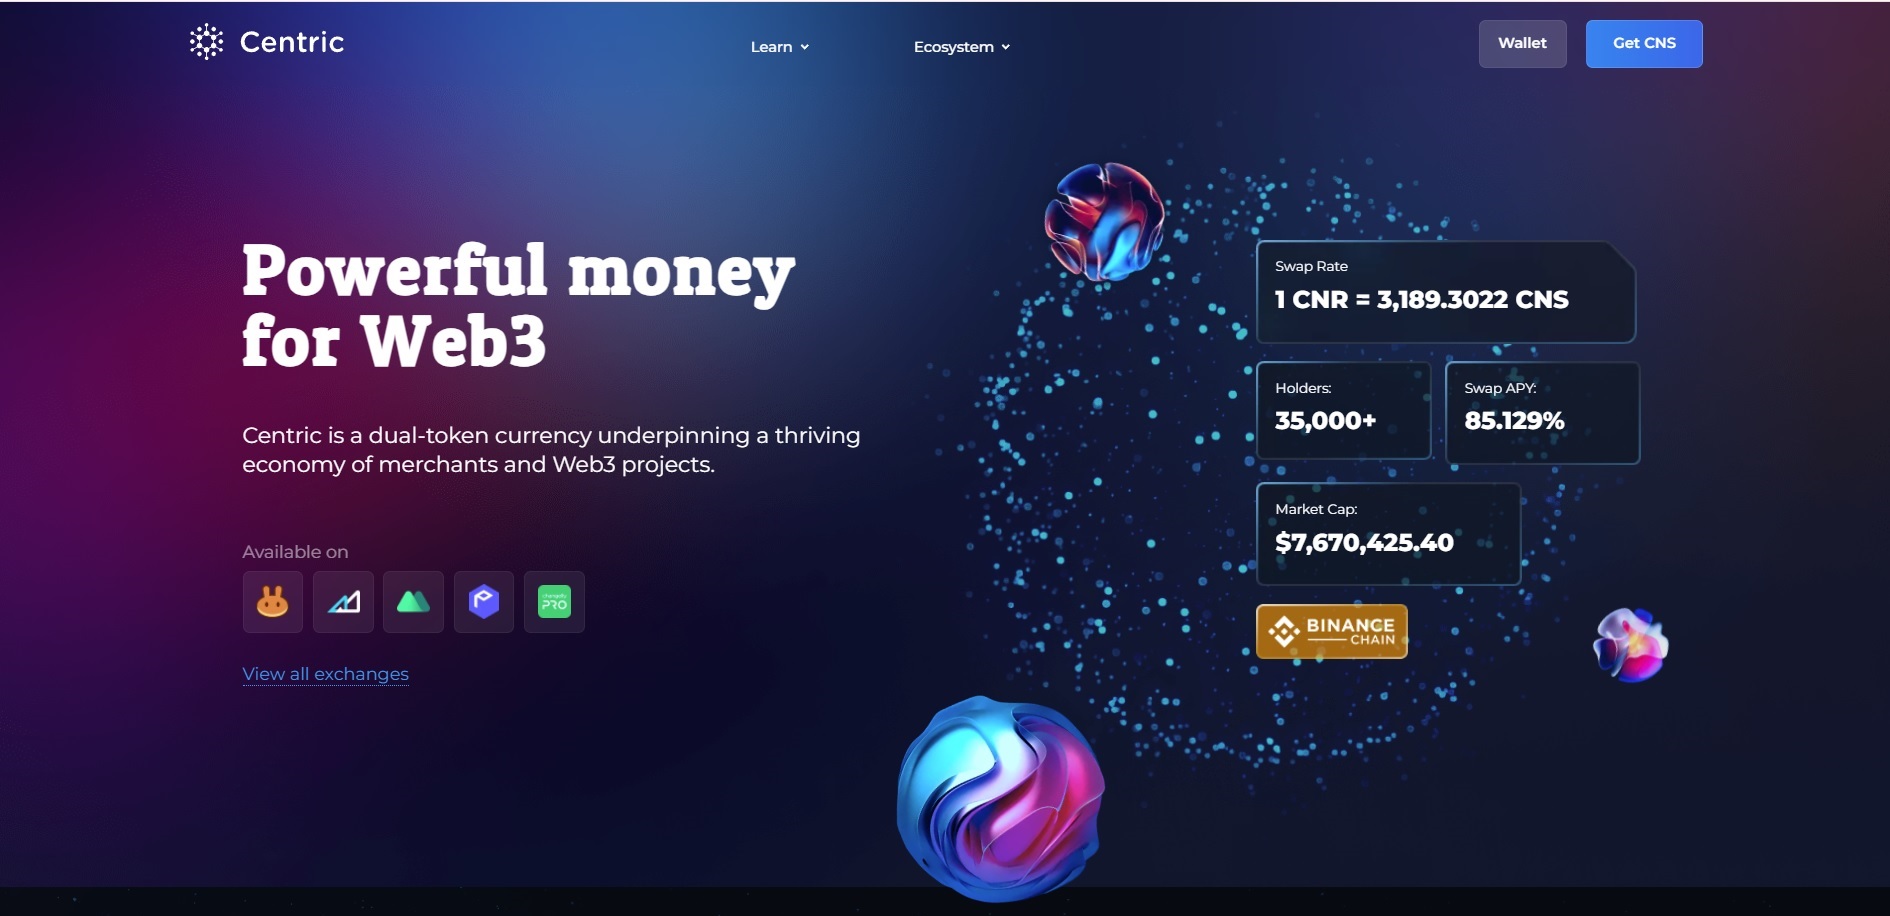 Centric
Learn
Ecosystem
Wallet
Get CNS
Powerful money
for Web3
Centric is a dual-token currency underpinning a thriving
economy of merchants and Web3 projects.
Available on
PRO
View all exchanges
Swap Rate
1 CNR = 3,189.3022 CNS
Holders:
35,000+
Swap APY:
85.129%
Market Cap:
$7,670,425.40
BINANCE
CHAIN